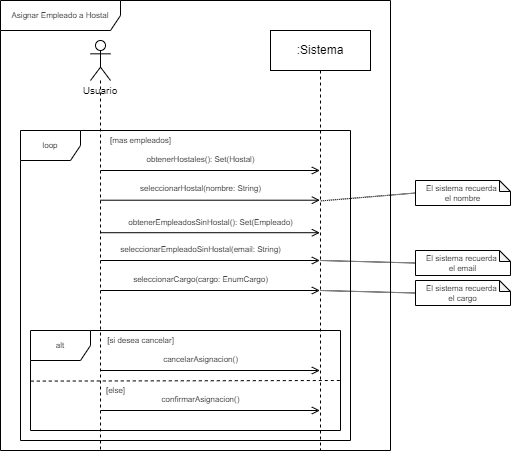 Asignar Empleado a Hostal
:Sistema
Usuario
loop
[mas empleados]
obtenerHostales(): Set(Hostal)
seleccionarHostal(nombre: String)
El sistema recuerda
el nombre
obtenerEmpleadosSinHostal(): Set(Empleado)
seleccionarEmpleadoSinHostal(email: String)
El sistema recuerda
el email
seleccionarCargo(cargo: EnumCargo)
El sistema recuerda
el cargo
alt
[si desea cancelar]
cancelarAsignacion()
[else]
confirmarAsignacion()